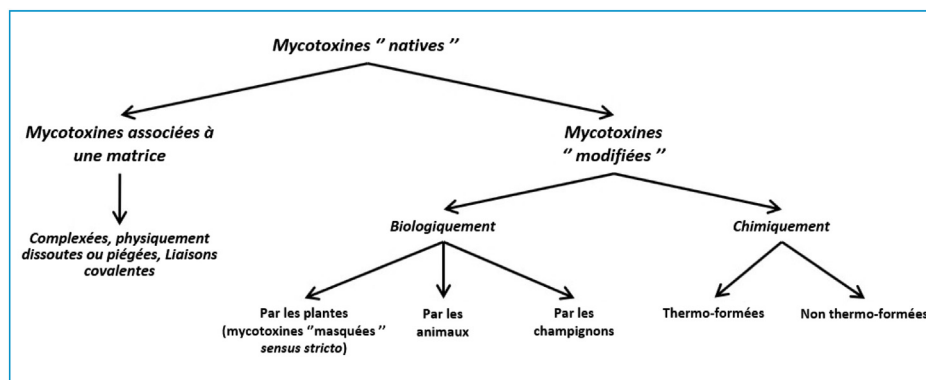 Mycotoxines ‘’ natives ’’
Mycotoxines associées à
une matrice
Mycotoxines
‘’ modifiées ’’
Complexées, physiquement
dissoutes ou piégées, Liaisons
covalentes
Biologiquement
Chimiquement
Par les plantes
(mycotoxines ‘’masquées ’’
sensus stricto)
Par les
animaux
Par les
champignons
Thermo-formées
Non thermo-formées